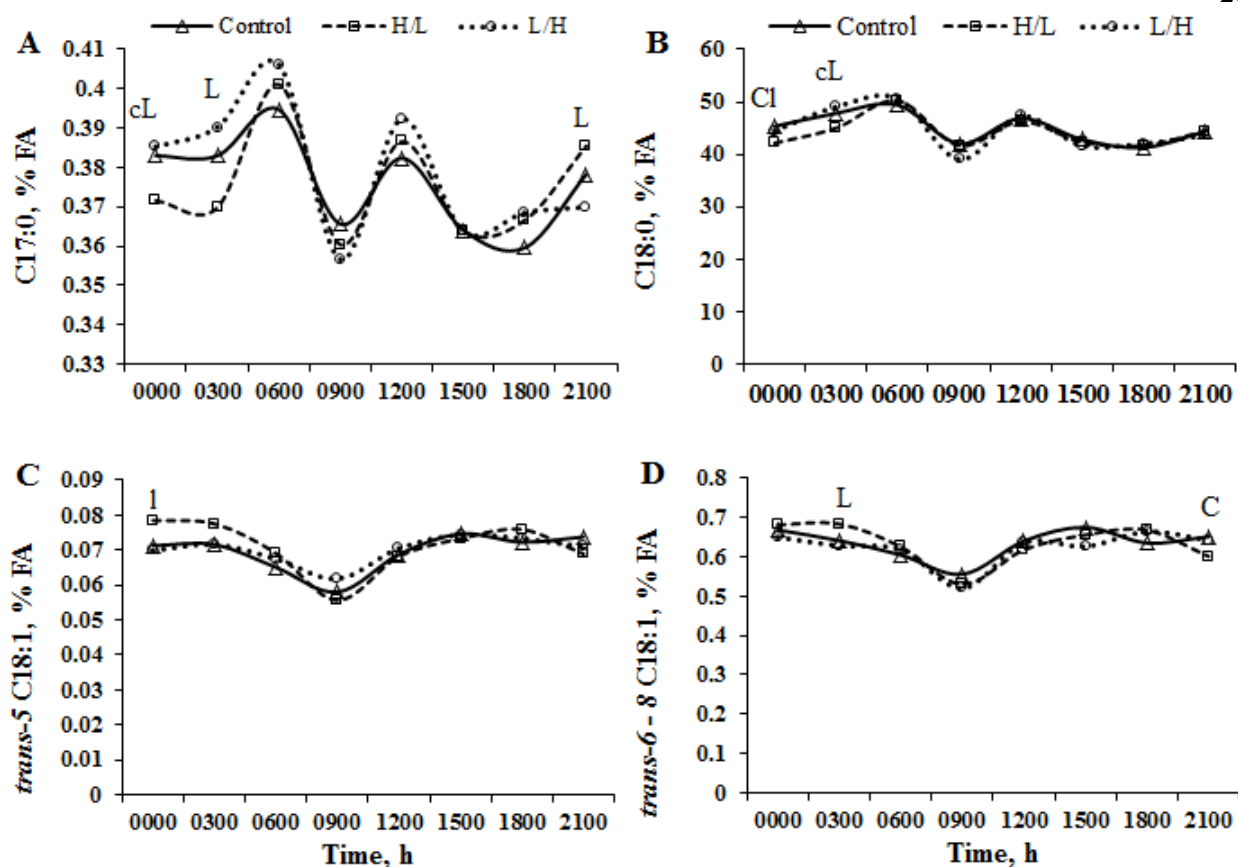 A
Control
H/L
L/H
C17:0, % FA
0.41
0.4
0.39
0.38
0.37
0.36
0.35
0.34
0.33
cL
L
L
0000 0300 0600 0900 1200 1500 1800 2100
B
Control
H/L
L/H
C18:0, % FA
60
50
40
30
20
10
0
Cl
cL
0000 0300 0600 0900 1200 1500 1800 2100
C
trans-5 C18:1, % FA
0.09
0.08
0.07
0.06
0.05
0.04
0.03
0.02
0.01
0
l
0000 0300 0600 0900 1200 1500 1800 2100
Time, h
D
trans-6 - 8 C18:1, % FA
0.8
0.7
0.6
0.5
0.4
0.3
0.2
0.1
0
L
C
0000 0300 0600 0900 1200 1500 1800 2100
Time, h